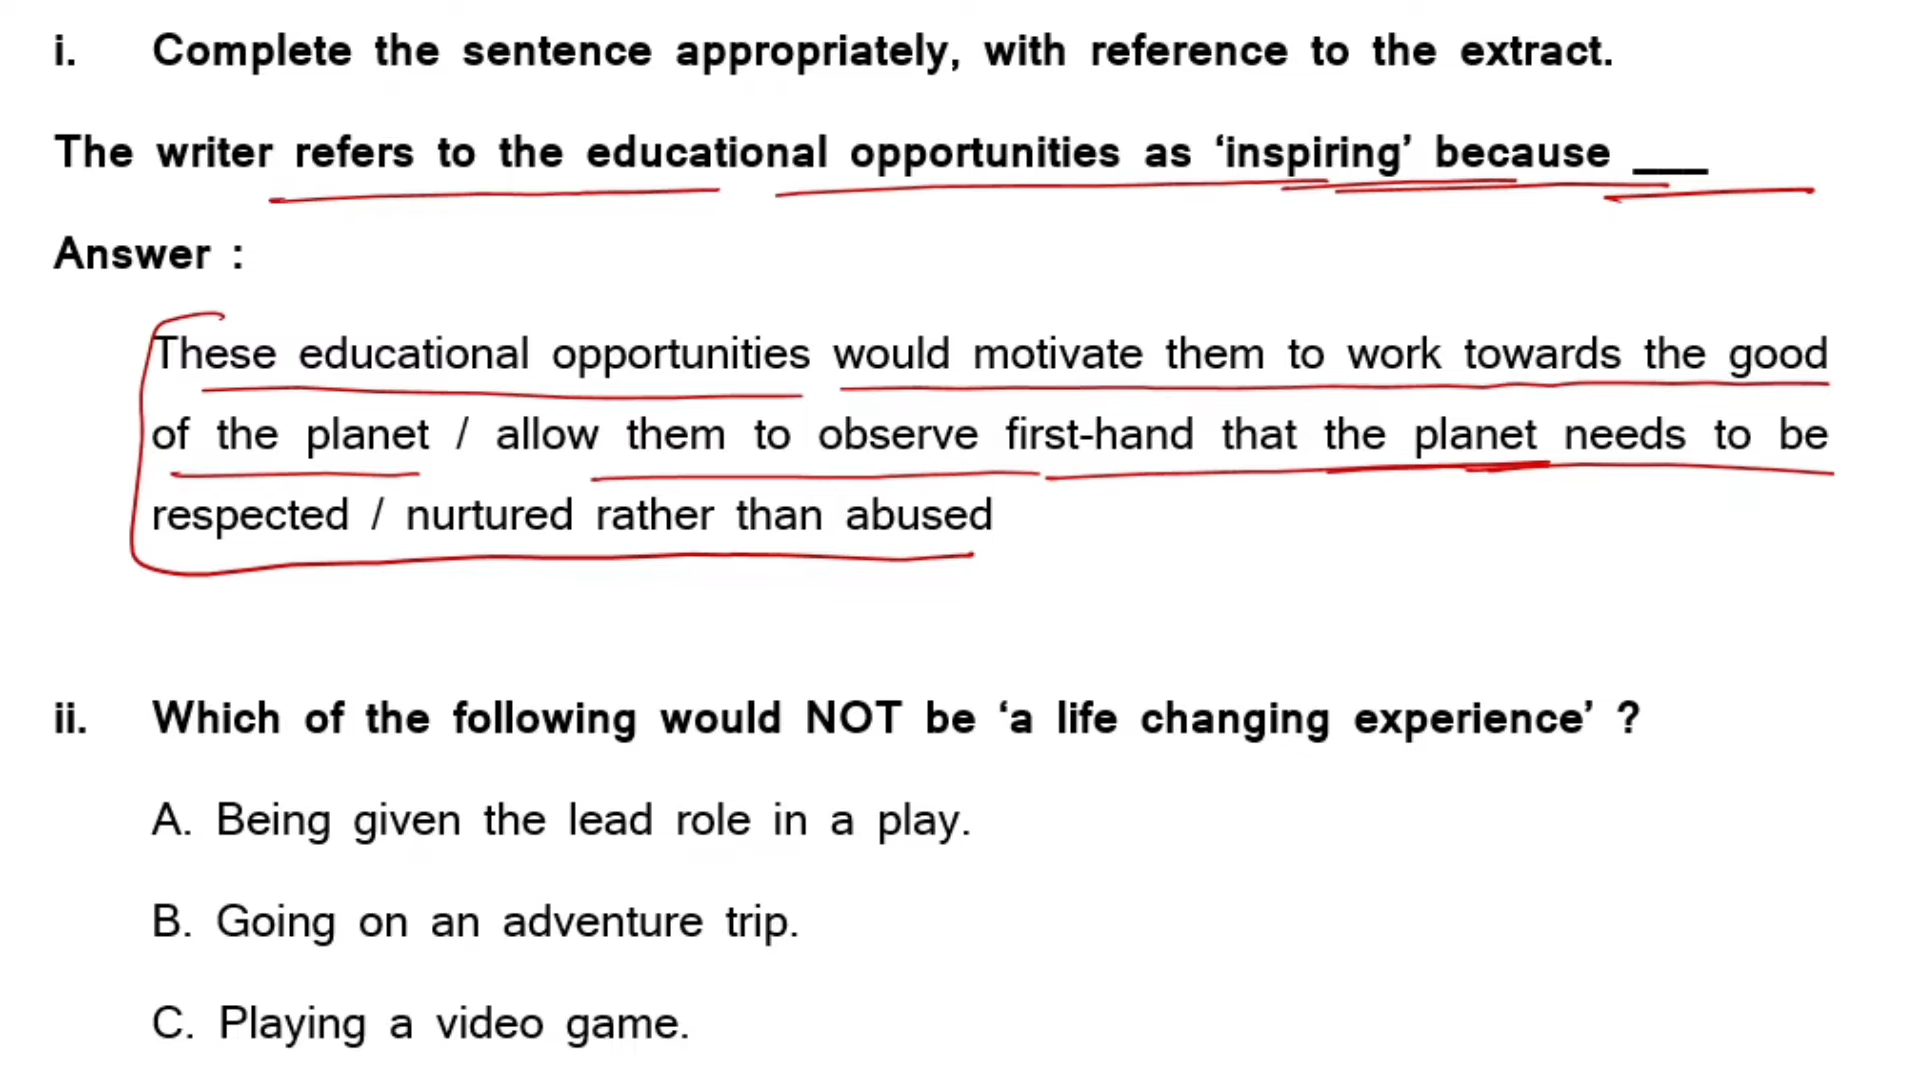 i. Complete the sentence appropriately, with reference to the extract.
The writer refers to the educational opportunities as ‘inspiring’ because ___
Answer :
These educational opportunities would motivate them to work towards the good
of the planet / allow them to observe first-hand that the planet needs to be
respected / nurtured rather than abused
ii. Which of the following would NOT be ‘a life changing experience’ ?
A. Being given the lead role in a play.
B. Going on an adventure trip.
C. Playing a video game.